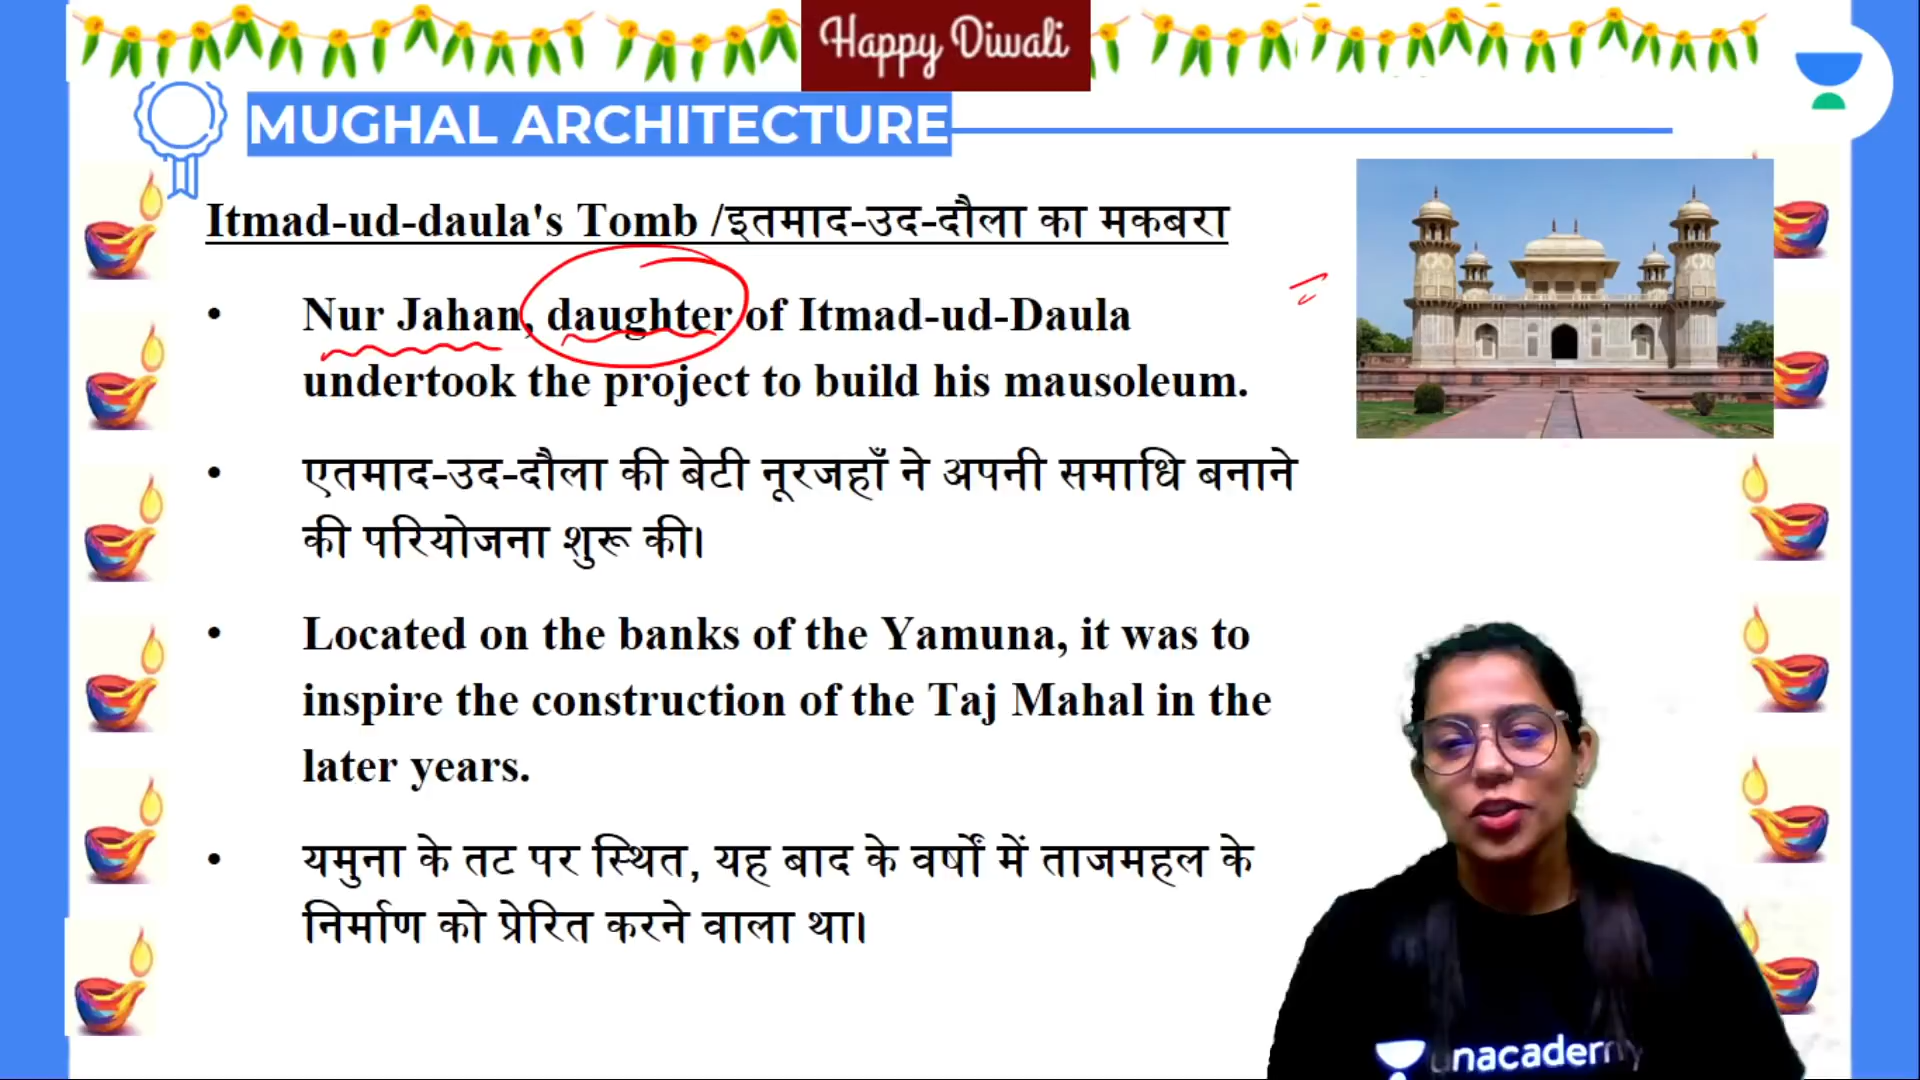 Happy Diwali
MUGHAL ARCHITECTURE
Itmad-ud-daula's Tomb /इतमाद-उद-दौला का मकबरा
• Nur Jahan, daughter of Itmad-ud-Daula
undertook the project to build his mausoleum.
• एतमाद-उद-दौला की बेटी नूरजहाँ ने अपनी समाधि बनाने
की परियोजना शुरू की।
• Located on the banks of the Yamuna, it was to
inspire the construction of the Taj Mahal in the
later years.
• यमुना के तट पर स्थित, यह बाद के वर्षों में ताजमहल के
निर्माण को प्रेरित करने वाला था।
unacademy